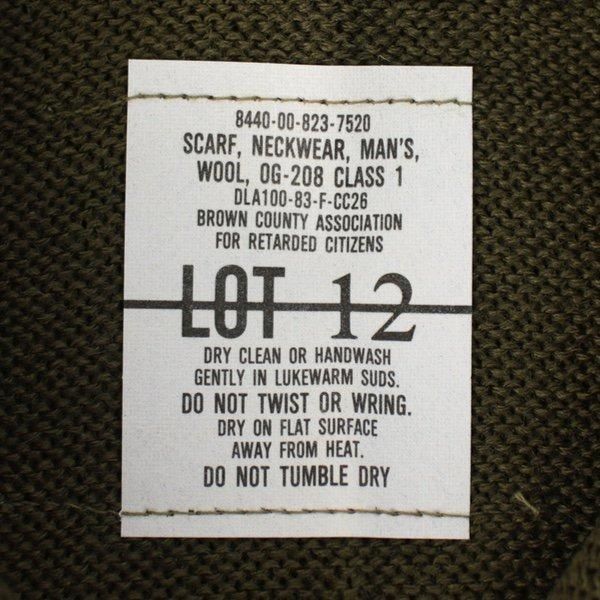 8440-00-823-7520
SCARF, NECKWEAR, MAN'S,
WOOL, OG-208 CLASS 1
DLA100-83-F-CC26
BROWN COUNTY ASSOCIATION
FOR RETARDED CITIZENS
LOT 12
DRY CLEAN OR HANDWASH
GENTLY IN LUKEWARM SUDS.
DO NOT TWIST OR WRING.
DRY ON FLAT SURFACE
AWAY FROM HEAT.
DO NOT TUMBLE DRY